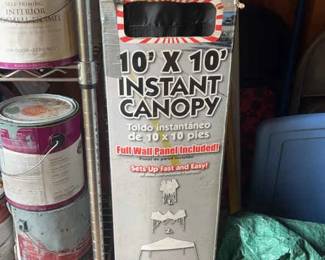 INTERIOR
10' X 10'
INSTANT
CANOPY
Toldo instantáneo
de 10 x 10 pies
Full Wall Panel Included!
Sets Up Fast and Easy!